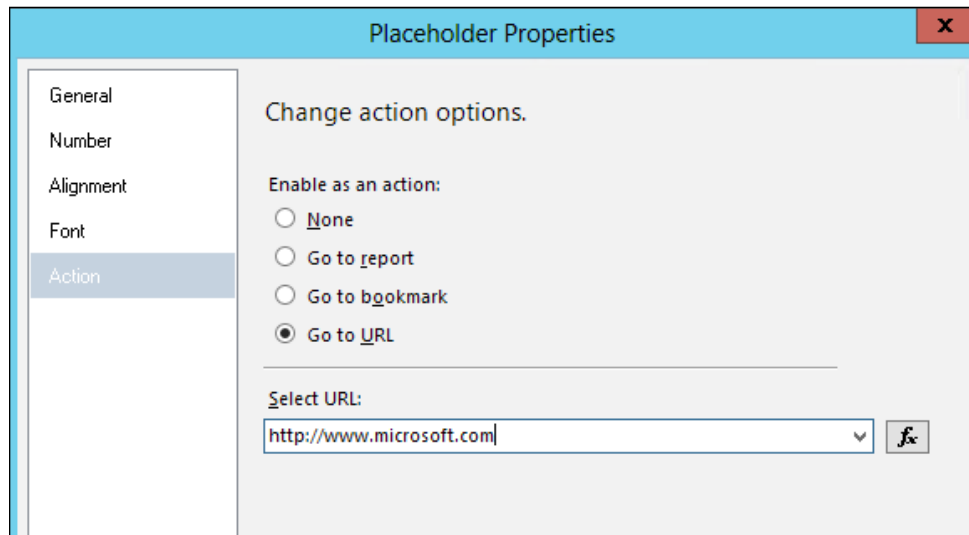 Placeholder Properties
x
General
Number
Alignment
Font
Action
Change action options.
Enable as an action:
None
Go to report
Go to bookmark
Go to URL
Select URL:
http://www.microsoft.com
fx